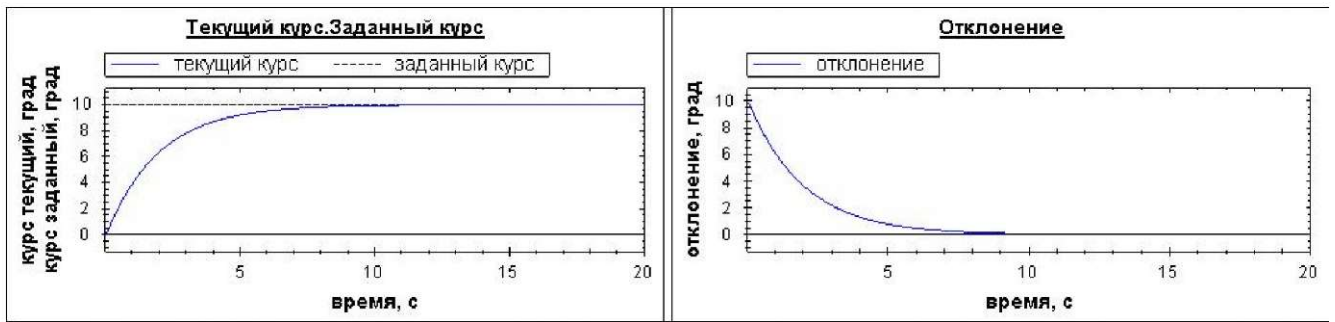 Текущий курс.Заданный курс
текущий курс
заданный курс
курс текущий, град
курс заданный, град
10
8
6
4
2
0
5
10
15
20
время, с
Отклонение
отклонение
отклонение, град
10
8
6
4
2
0
5
10
15
20
время, с